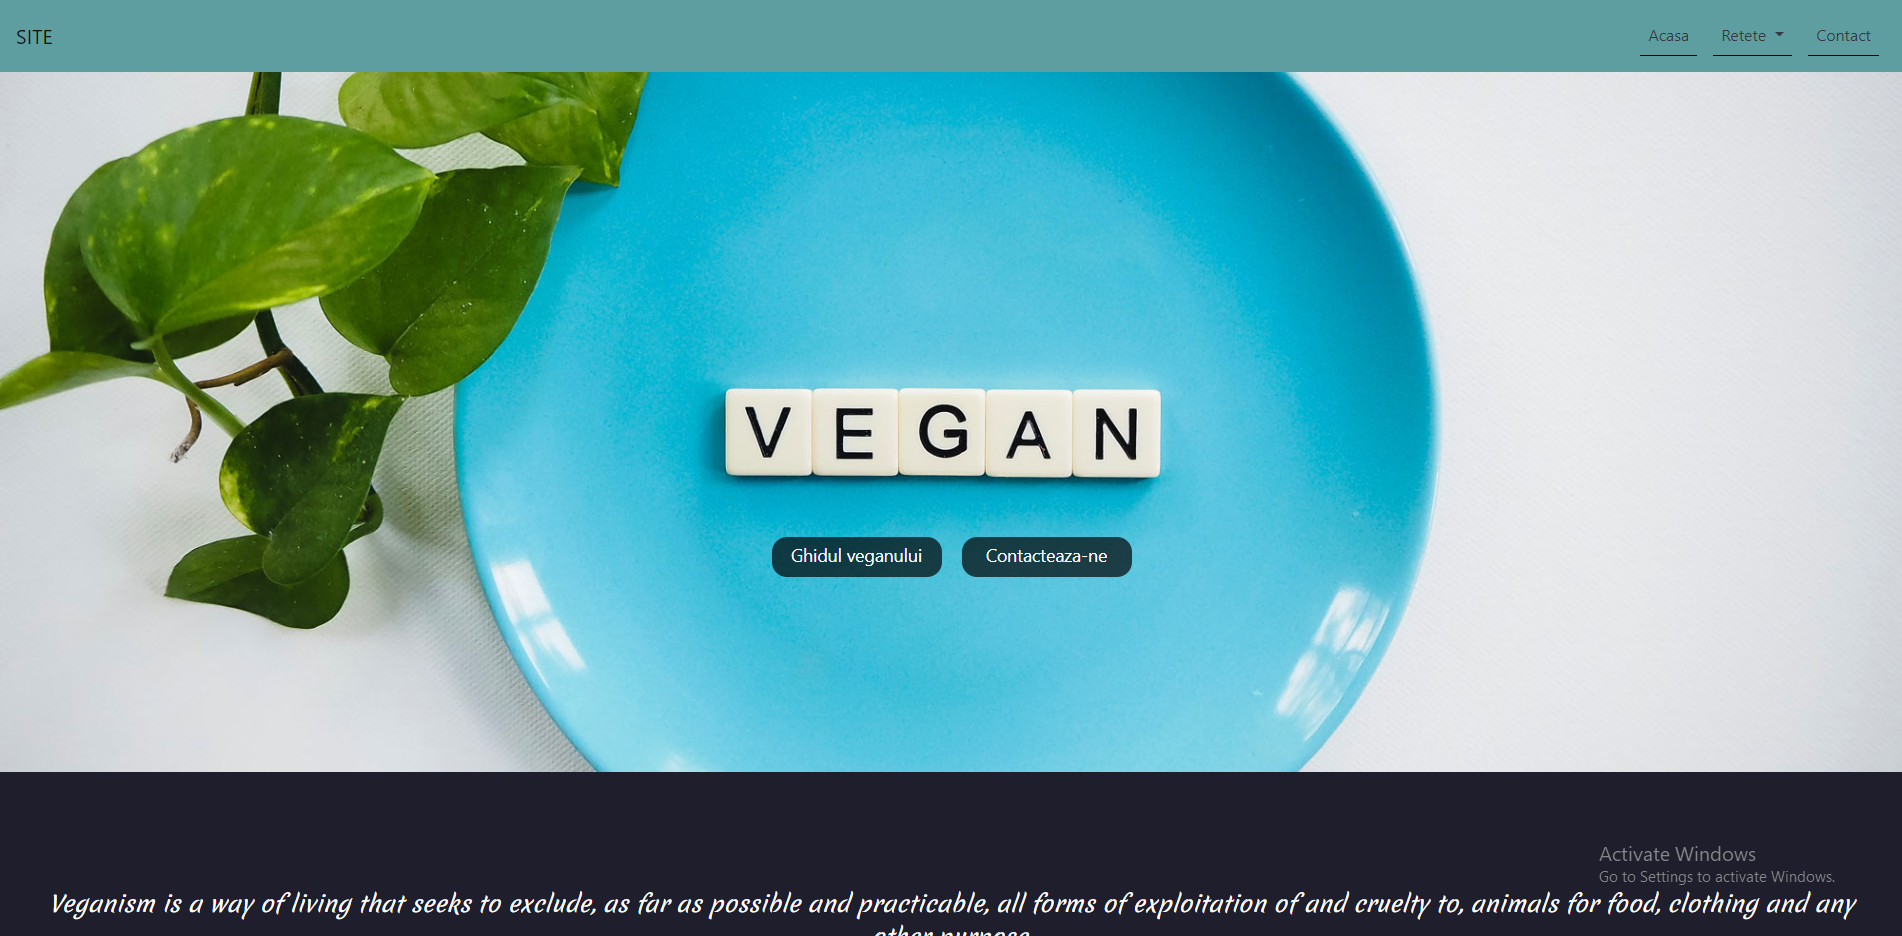 SITE
Acasa Retete Contact
VEGAN
Ghidul veganului Contacteaza-ne
Activate Windows
Go to Settings to activate Windows.
Veganism is a way of living that seeks to exclude, as far as possible and practicable, all forms of exploitation of and cruelty to, animals for food, clothing and any
other purpose